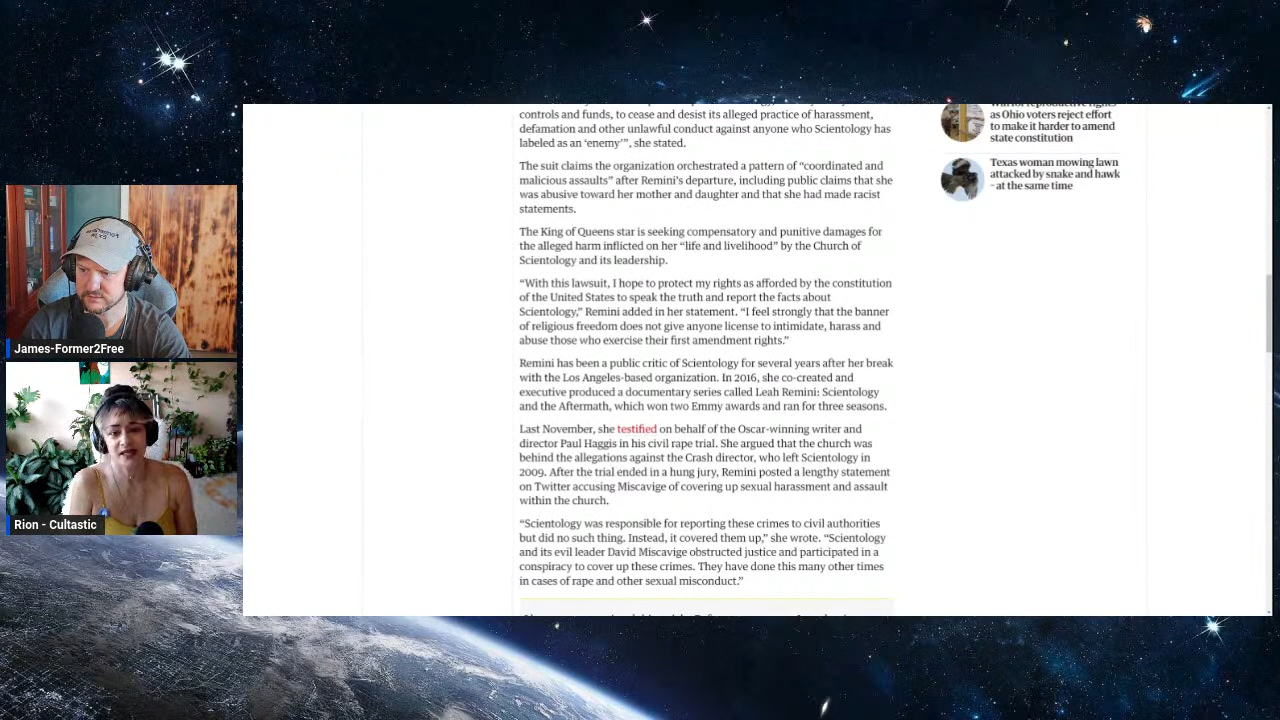 controls and funds, to cease and desist its alleged practice of harassment,
defamation and other unlawful conduct against anyone who Scientology has
labeled as an ‘enemy’”, she stated.
The suit claims the organization orchestrated a pattern of “coordinated and
malicious assaults” after Remini’s departure, including public claims that she
was abusive toward her mother and daughter and that she had made racist
statements.
The King of Queens star is seeking compensatory and punitive damages for
the alleged harm inflicted on her “life and livelihood” by the Church of
Scientology and its leadership.
“With this lawsuit, I hope to protect my rights as afforded by the constitution
of the United States to speak the truth and report the facts about
Scientology,” Remini added in her statement. “I feel strongly that the banner
of religious freedom does not give anyone license to intimidate, harass and
abuse those who exercise their first amendment rights.”
Remini has been a public critic of Scientology for several years after her break
with the Los Angeles-based organization. In 2016, she co-created and
executive produced a documentary series called Leah Remini: Scientology
and the Aftermath, which won two Emmy awards and ran for three seasons.
Last November, she testified on behalf of the Oscar-winning writer and
director Paul Haggis in his civil rape trial. She argued that the church was
behind the allegations against the Crash director, who left Scientology in
2009. After the trial ended in a hung jury, Remini posted a lengthy statement
on Twitter accusing Miscavige of covering up sexual harassment and assault
within the church.
“Scientology was responsible for reporting these crimes to civil authorities
but did no such thing. Instead, it covered them up,” she wrote. “Scientology
and its evil leader David Miscavige obstructed justice and participated in a
conspiracy to cover up these crimes. They have done this many other times
in cases of rape and other sexual misconduct.”
Win for reproductive rights
as Ohio voters reject effort
to make it harder to amend
state constitution
Texas woman mowing lawn
attacked by snake and hawk
– at the same time
James-Former2Free
Rion - Cultastic